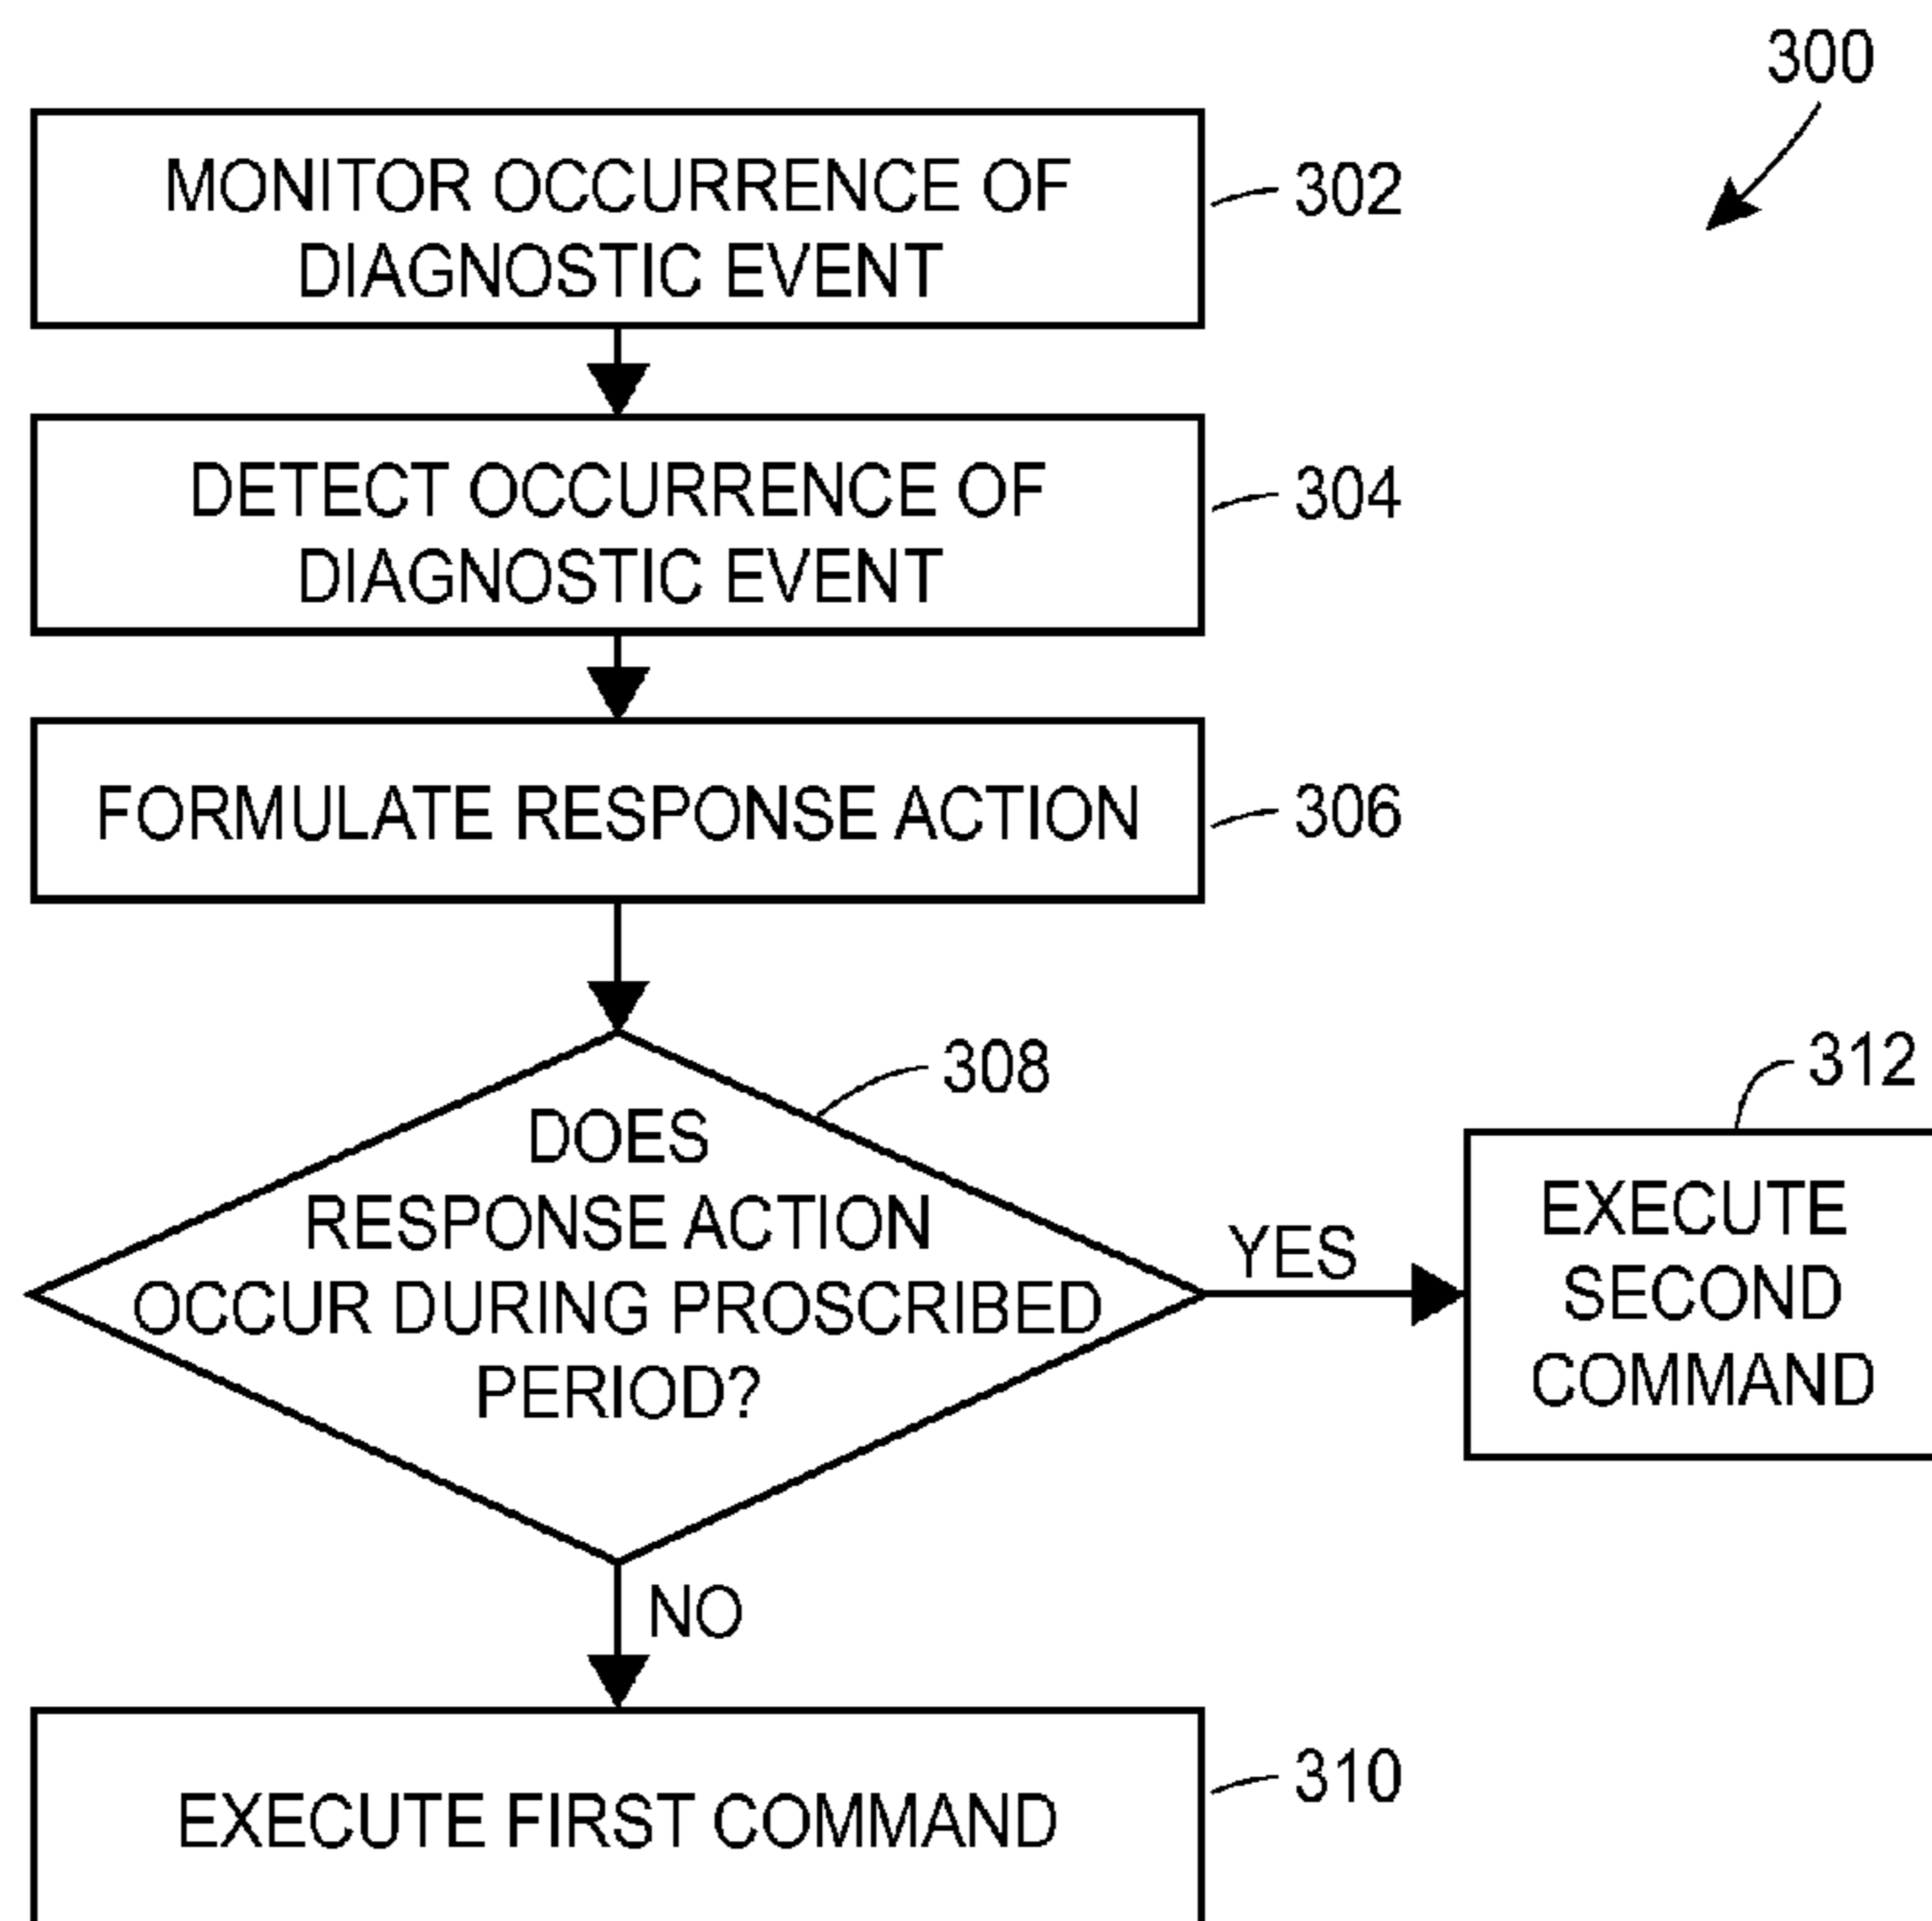 300
MONITOR OCCURRENCE OF
DIAGNOSTIC EVENT
302
DETECT OCCURRENCE OF
DIAGNOSTIC EVENT
304
FORMULATE RESPONSE ACTION
306
308
DOES
RESPONSE ACTION
OCCUR DURING PROSCRIBED
PERIOD?
YES
312
EXECUTE
SECOND
COMMAND
NO
EXECUTE FIRST COMMAND
310